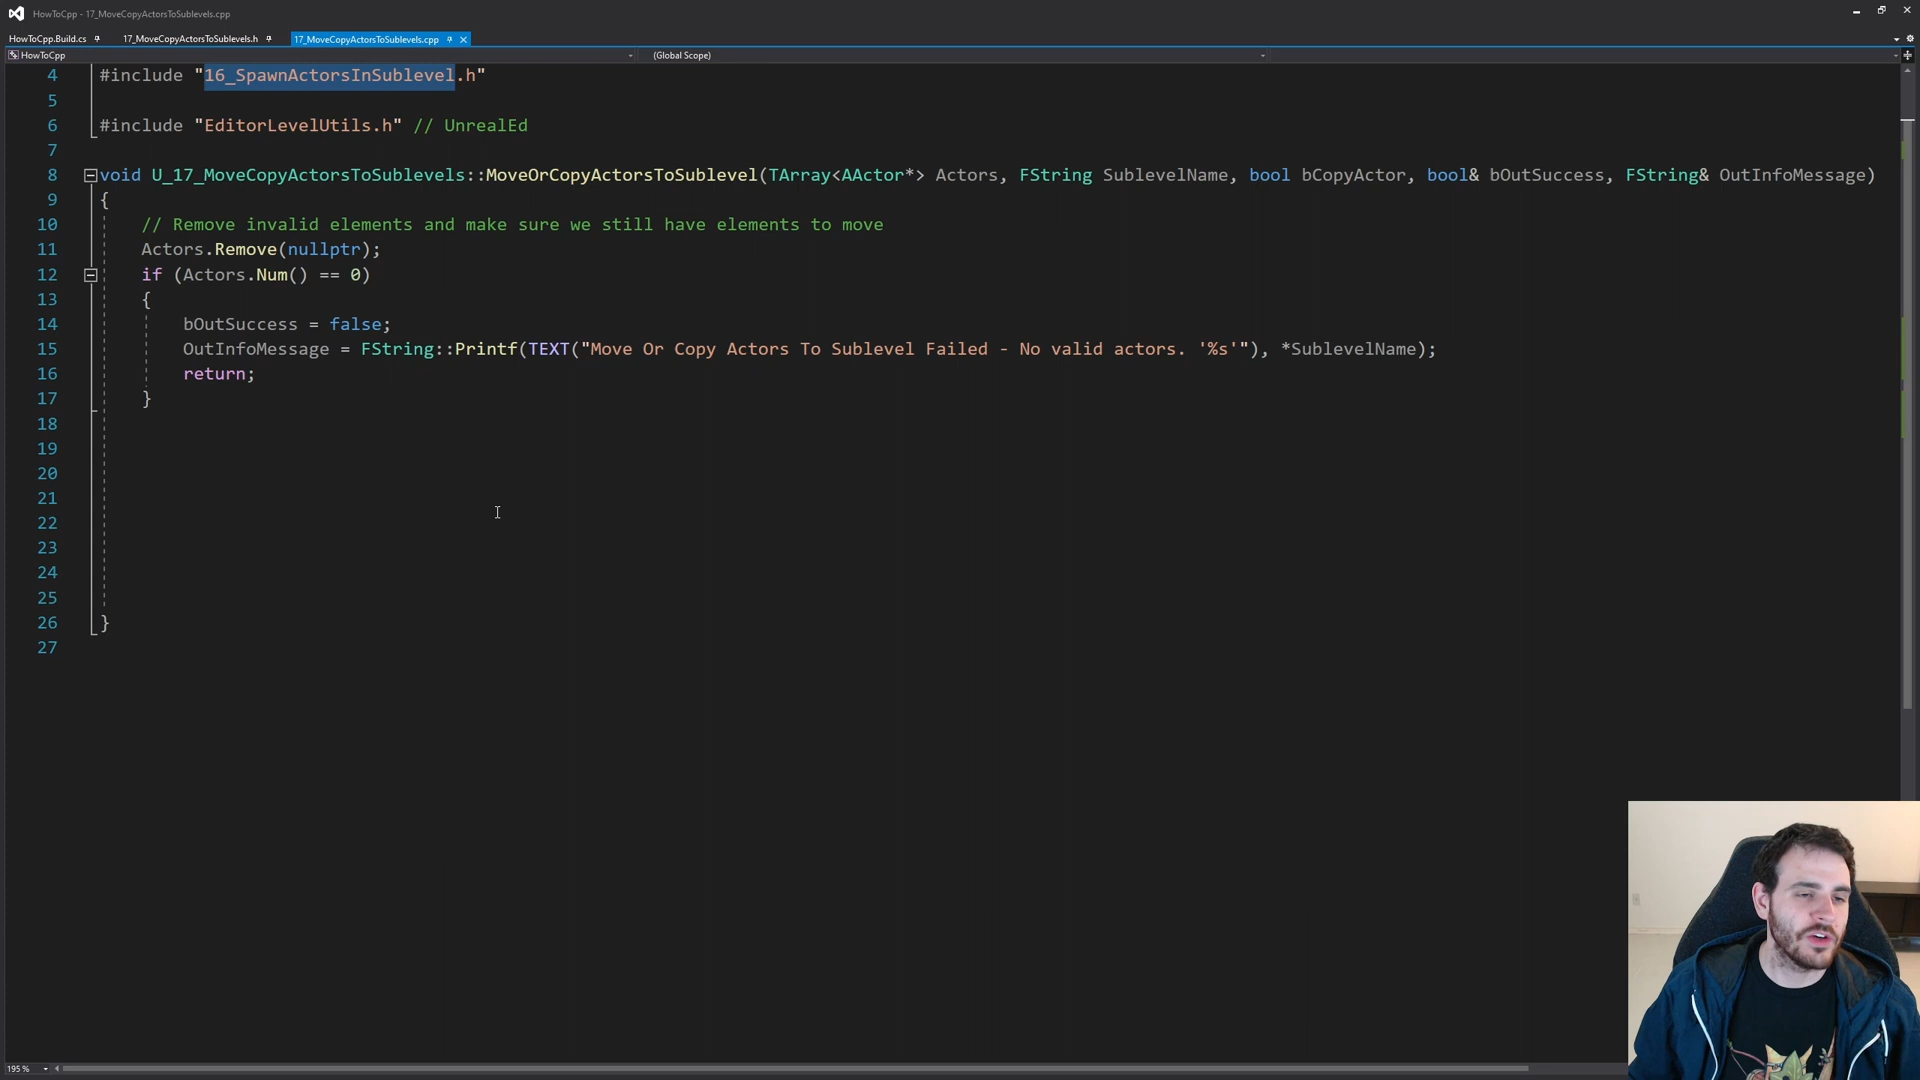 HowToCpp - 17_MoveCopyActorsToSublevels.cpp
HowToCpp.Build.cs 17_MoveCopyActorsToSublevels.h 17_MoveCopyActorsToSublevels.cpp
HowToCpp (Global Scope)
4 #include "16_SpawnActorsInSublevel.h"
5
6 #include "EditorLevelUtils.h" // UnrealEd
7
8 void U_17_MoveCopyActorsToSublevels::MoveOrCopyActorsToSublevel(TArray<AActor*> Actors, FString SublevelName, bool bCopyActor, bool& bOutSuccess, FString& OutInfoMessage)
9 {
10 // Remove invalid elements and make sure we still have elements to move
11 Actors.Remove(nullptr);
12 if (Actors.Num() == 0)
13 {
14 bOutSuccess = false;
15 OutInfoMessage = FString::Printf(TEXT("Move Or Copy Actors To Sublevel Failed - No valid actors. '%s'"), *SublevelName);
16 return;
17 }
18
19
20
21
22
23
24
25
26 }
27
195 %